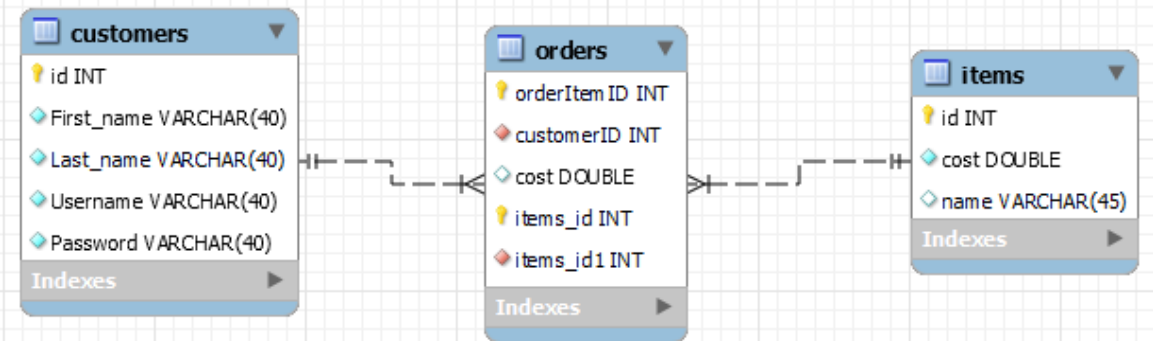 customers
id INT
First_name VARCHAR(40)
Last_name VARCHAR(40)
Username VARCHAR(40)
Password VARCHAR(40)
Indexes
orders
orderItemID INT
customerID INT
cost DOUBLE
items_id INT
items_id1 INT
Indexes
items
id INT
cost DOUBLE
name VARCHAR(45)
Indexes